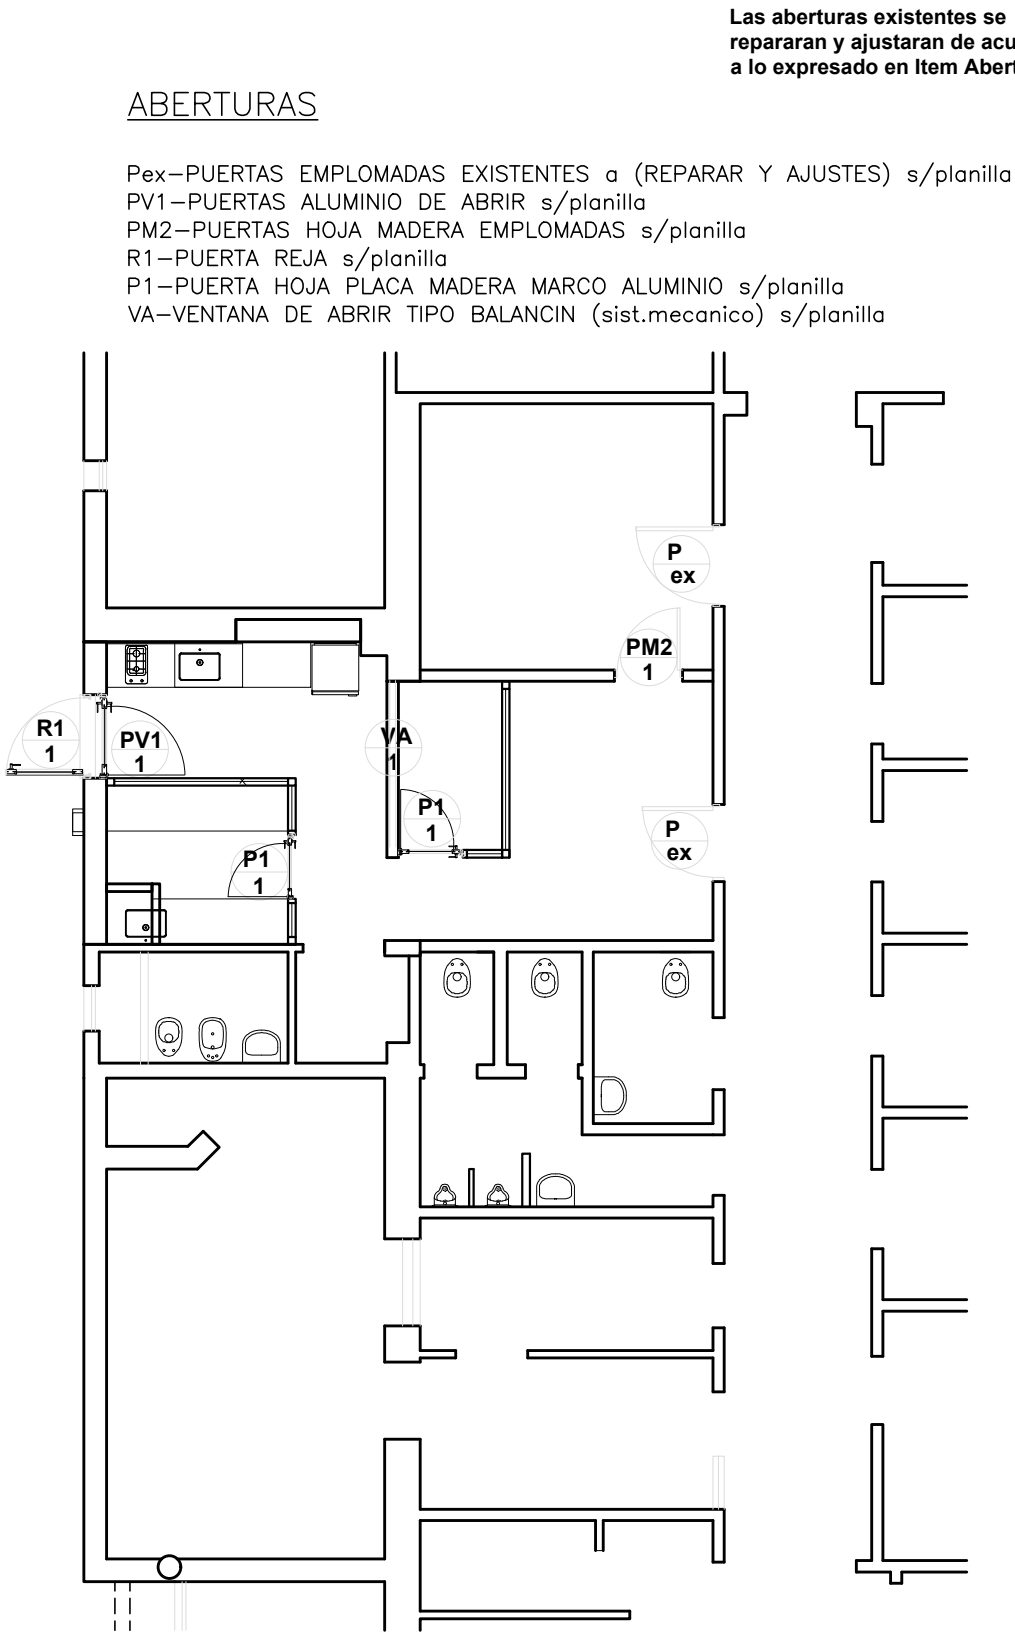 Las aberturas existentes se
repararan y ajustaran de
a lo expresado en Item
ABERTURAS
Pex-PUERTAS EMPLOMADAS EXISTENTES a (REPARAR Y AJUSTES) s/planilla
PV1-PUERTAS ALUMINIO DE ABRIR s/planilla
PM2-PUERTAS HOJA MADERA EMPLOMADAS s/planilla
R1-PUERTA REJA s/planilla
P1-PUERTA HOJA PLACA MADERA MARCO ALUMINIO s/planilla
VA-VENTANA DE ABRIR TIPO BALANCIN (sist.mecanico) s/planilla
P
ex
PM2
1
R1
1
PV1
1
VA
1
P1
1
P
ex
P1
1